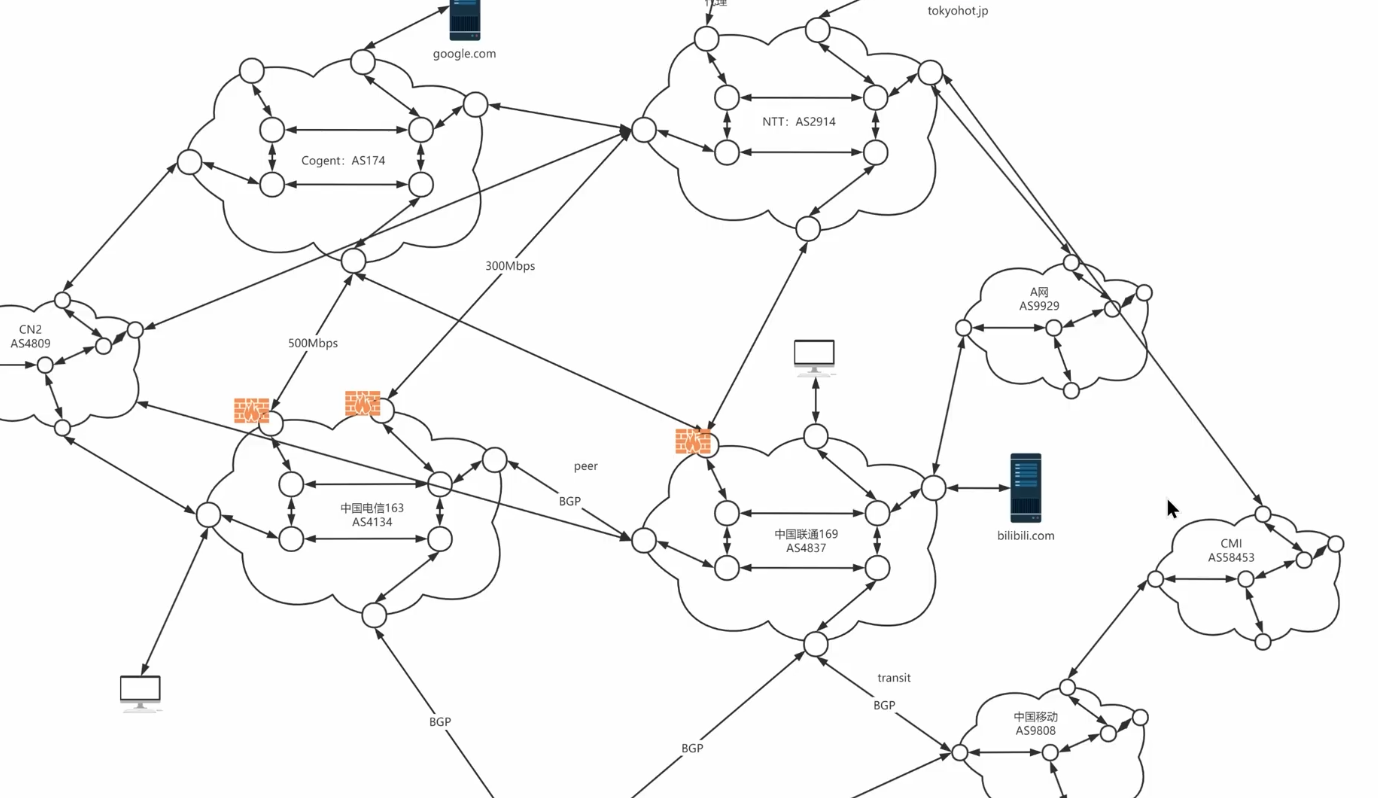 代理
tokyohot.jp
google.com
NTT：AS2914
Cogent：AS174
300Mbps
A网
AS9929
CN2
AS4809
500Mbps
peer
BGP
中国电信163
AS4134
中国联通169
AS4837
bilibili.com
CMI
AS58453
transit
BGP
中国移动
AS9808
BGP
BGP